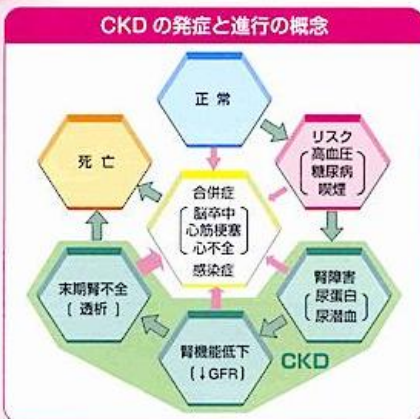 CKDの発症と進行の概念
正常
リスク
高血圧
糖尿病
喫煙
腎障害
尿蛋白
尿潜血
CKD
腎機能低下
(↓GFR)
末期腎不全
(透析)
死亡
合併症
脳卒中
心筋梗塞
心不全
感染症